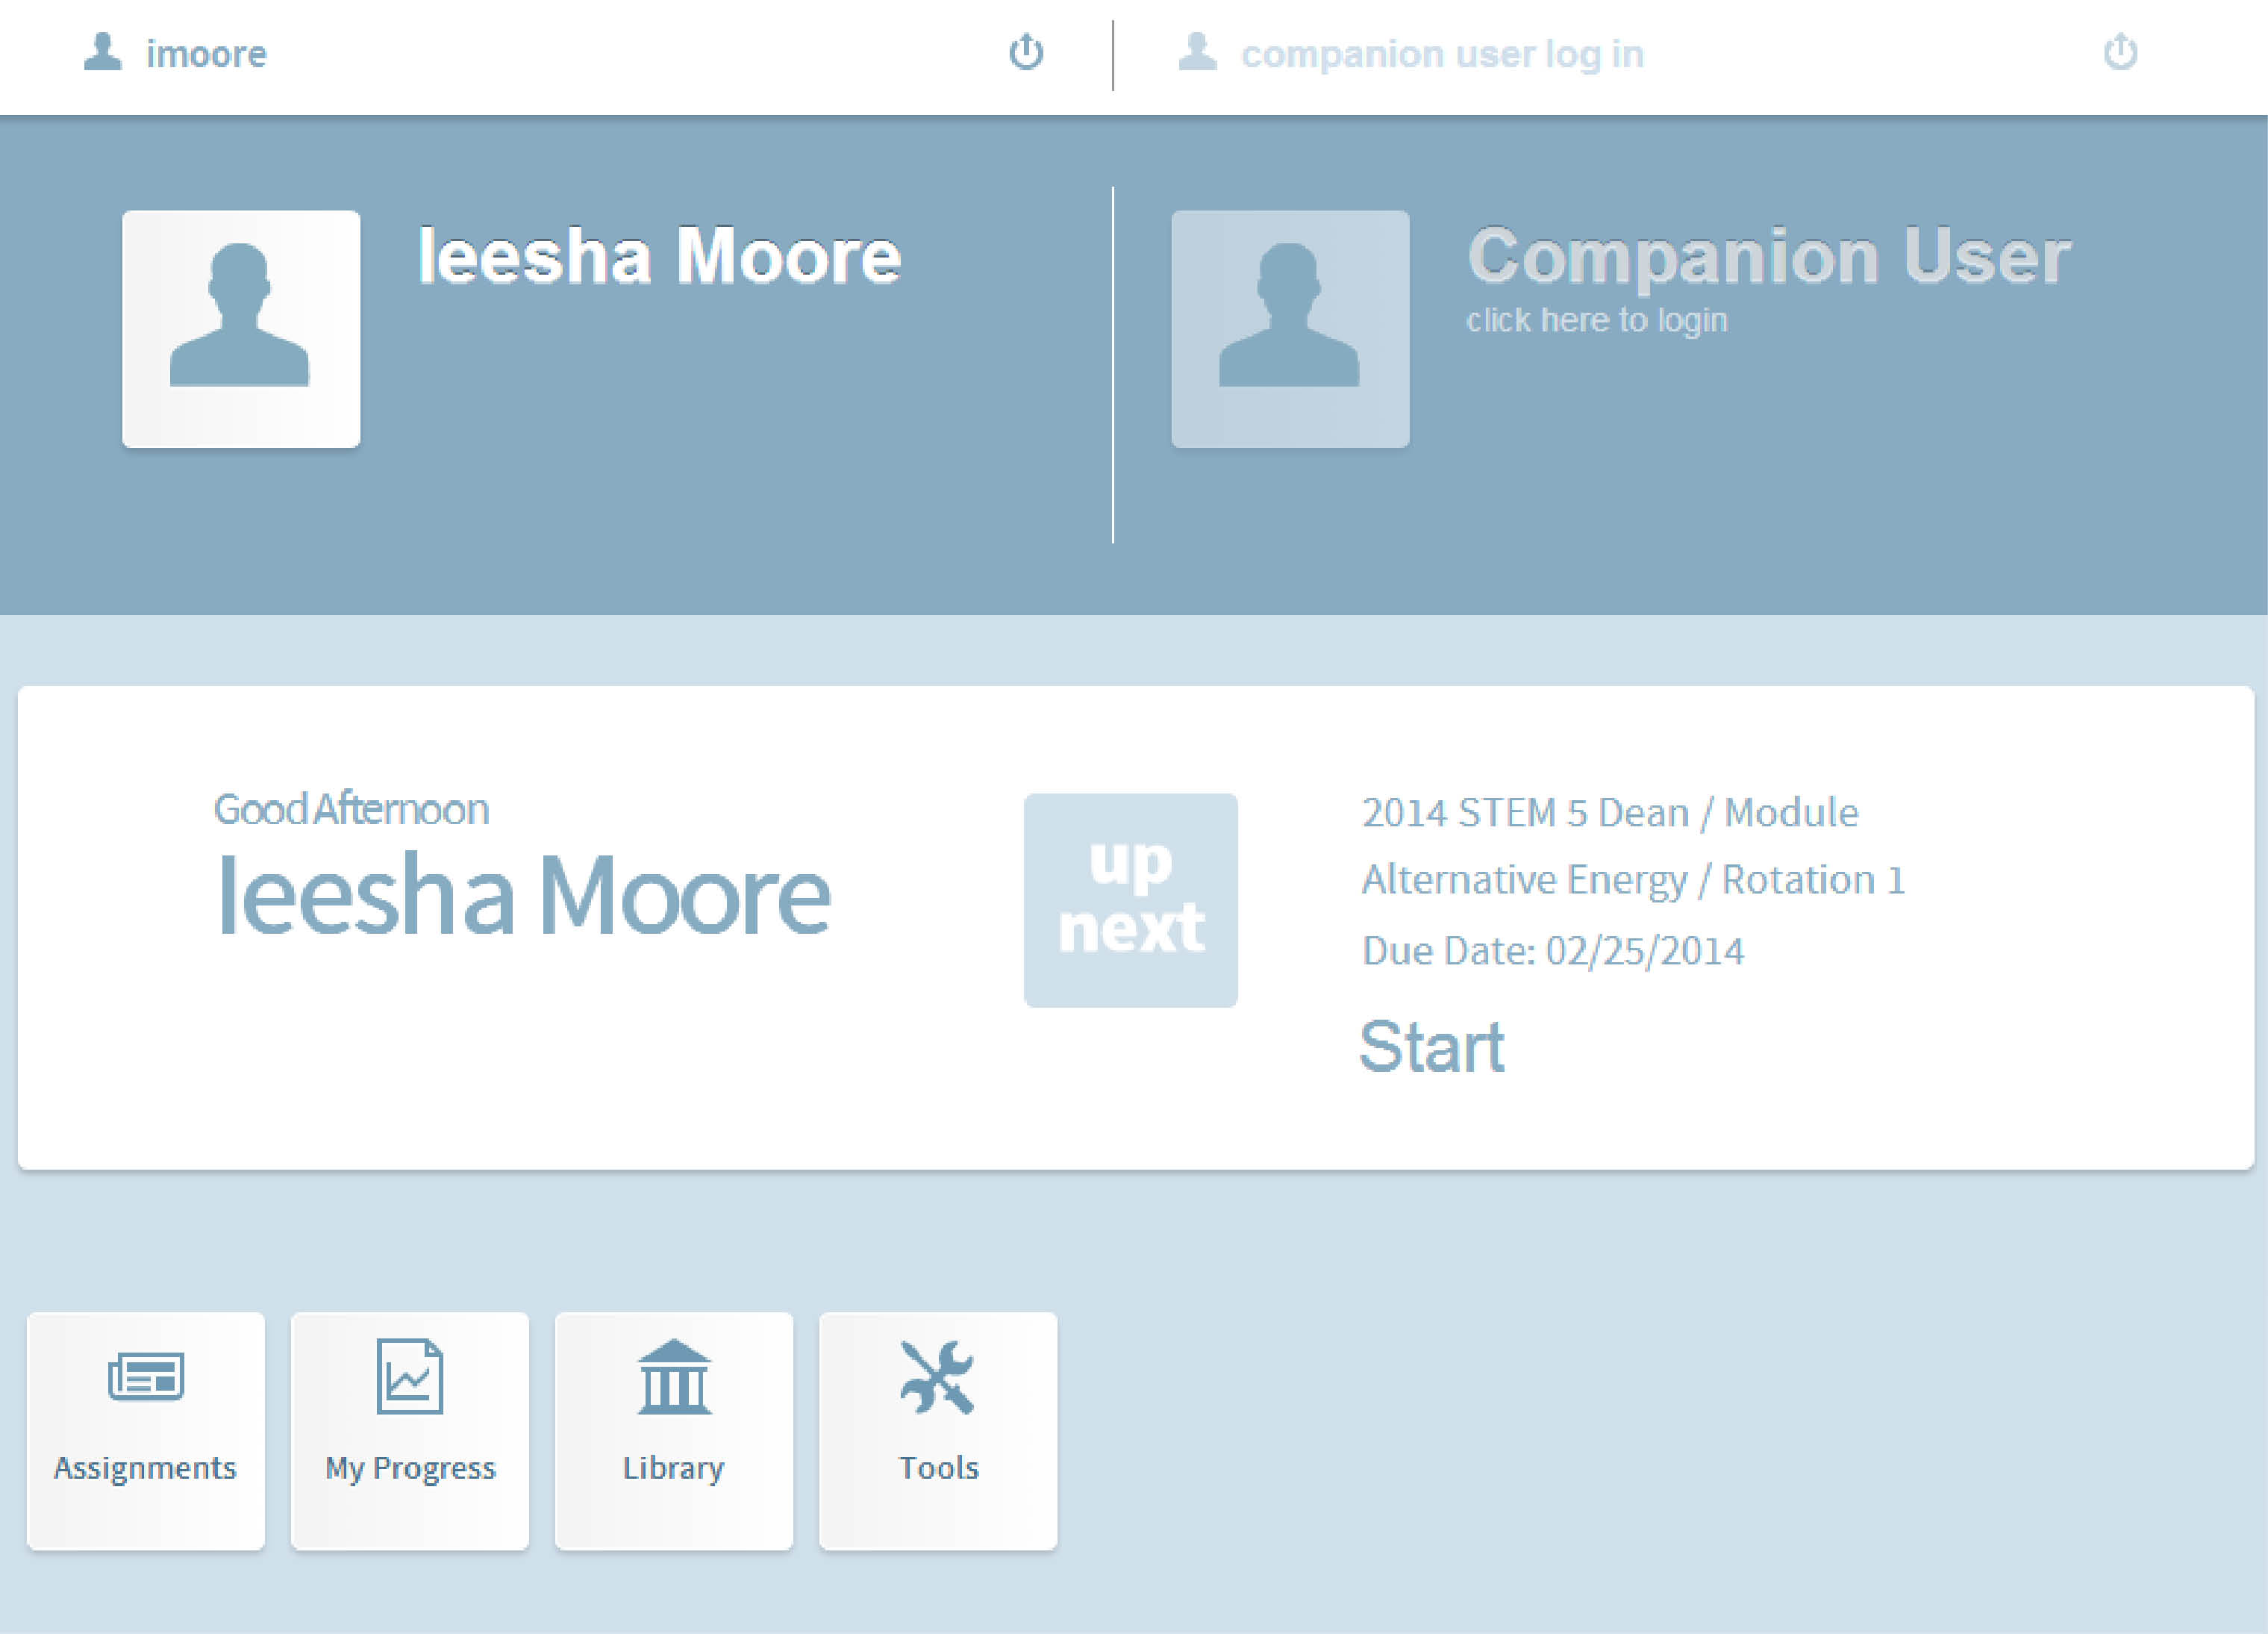 imoore
companion user log in
Ieesha Moore
Companion User
click here to login
Good Afternoon
Ieesha Moore
up
next
2014 STEM 5 Dean / Module
Alternative Energy / Rotation 1
Due Date: 02/25/2014
Start
Assignments
My Progress
Library
Tools